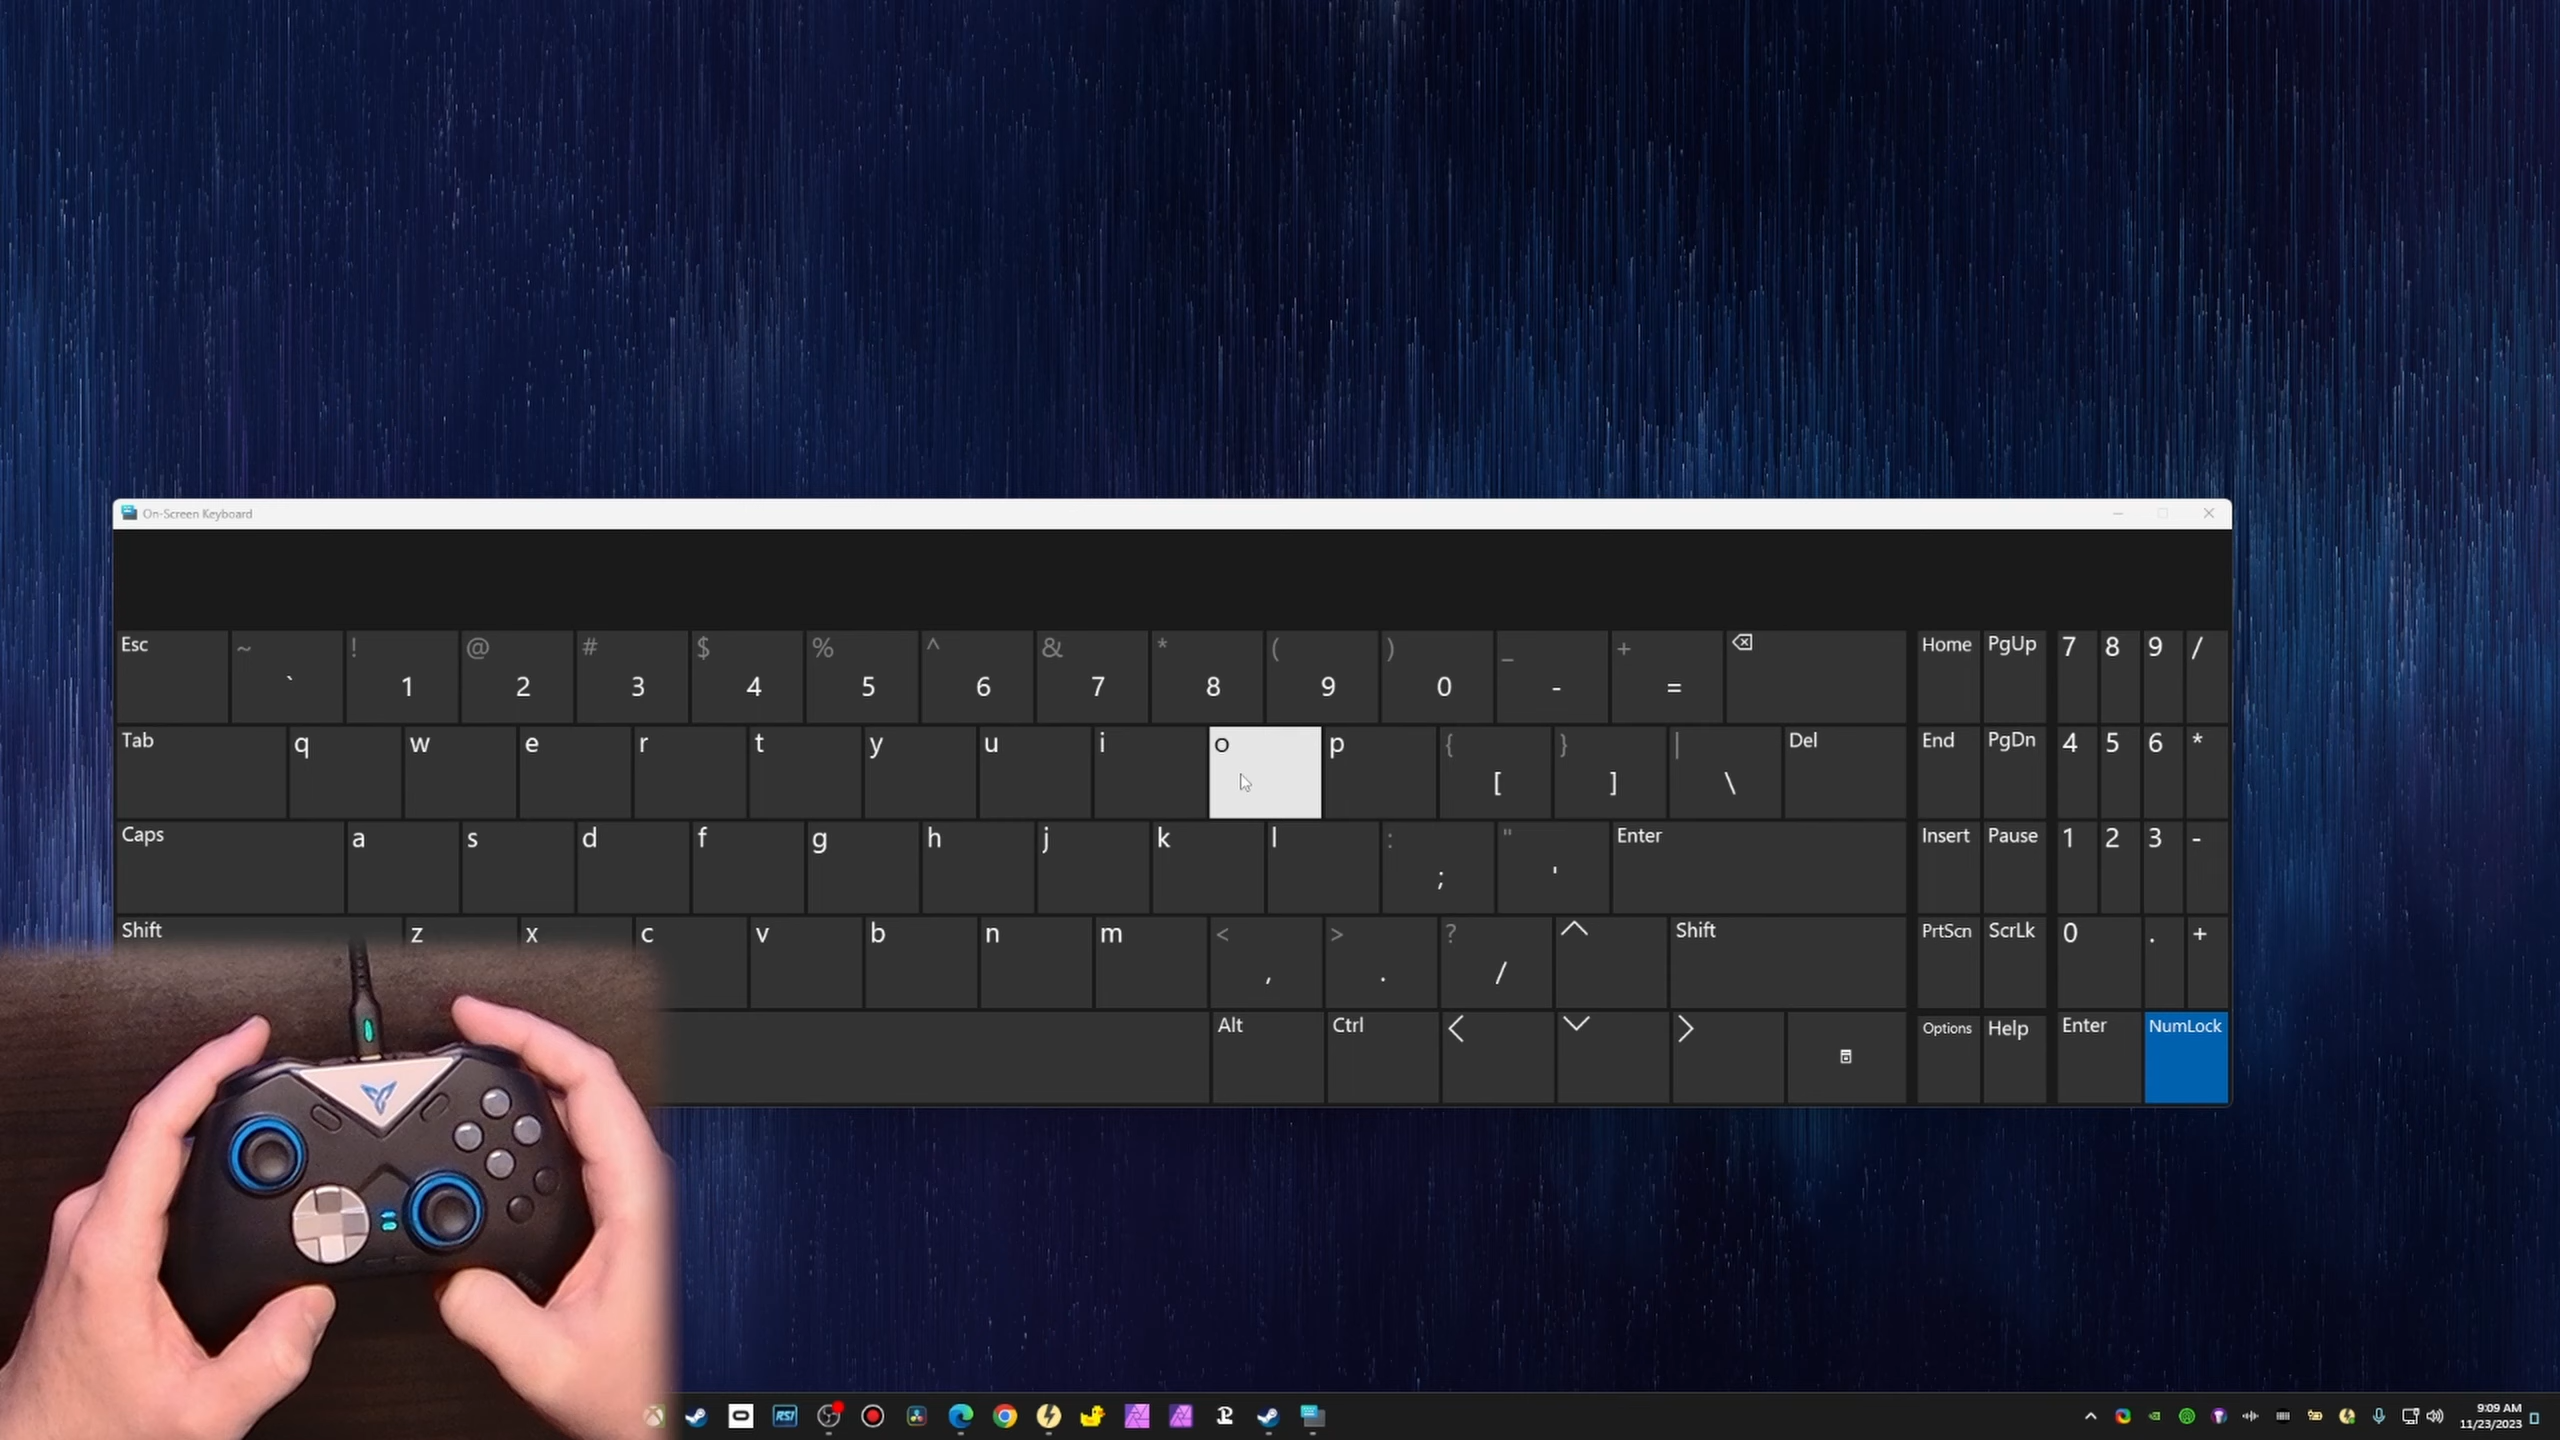 On-Screen Keyboard
Esc ~ ` ! 1 @ 2 # 3 $ 4 % 5 ^ 6 & 7 * 8 ( 9 ) 0 _ - + = Home PgUp 7 8 9 /
Tab q w e r t y u i o p { [ } ] | \ Del End PgDn 4 5 6 *
Caps a s d f g h j k l : ; " ' Enter Insert Pause 1 2 3 -
Shift z x c v b n m < , > . ? / Shift PrtScn ScrLk 0 . +
Alt Ctrl Options Help Enter NumLock
RSI
9:09 AM
11/23/2023